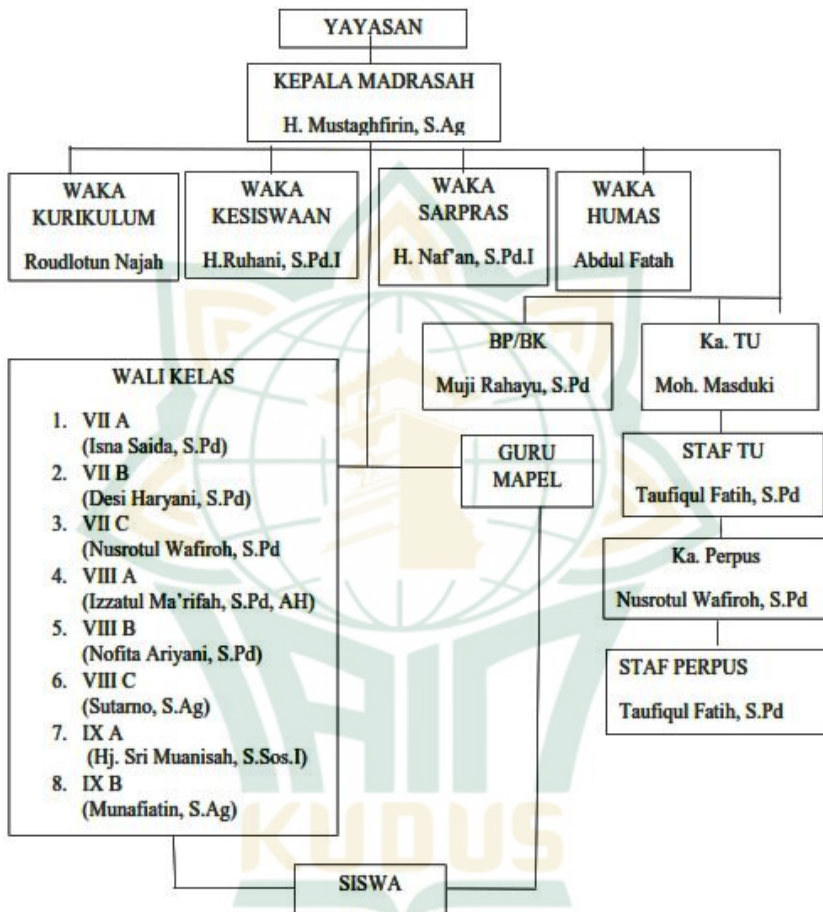 YAYASAN
KEPALA MADRASAH
H. Mustaghfirin, S.Ag
WAKA
KURIKULUM
Roudlotun Najah
WAKA
KESISWAAN
H.Ruhani, S.Pd.I
WAKA
SARPRAS
H. Naf'an, S.Pd.I
WAKA
HUMAS
Abdul Fatah
BP/BK
Muji Rahayu, S.Pd
Ka. TU
Moh. Masduki
WALI KELAS
1. VII A
(Isna Saida, S.Pd)
2. VII B
(Desi Haryani, S.Pd)
3. VII C
(Nusrotul Wafiroh, S.Pd
4. VIII A
(Izzatul Ma'rifah, S.Pd, AH)
5. VIII B
(Nofita Ariyani, S.Pd)
6. VIII C
(Sutarno, S.Ag)
7. IX A
(Hj. Sri Muanisah, S.Sos.I)
8. IX B
(Munafiatin, S.Ag)
GURU
MAPEL
STAF TU
Taufiqul Fatih, S.Pd
Ka. Perpus
Nusrotul Wafiroh, S.Pd
STAF PERPUS
Taufiqul Fatih, S.Pd
SISWA
IAIN
KUDUS